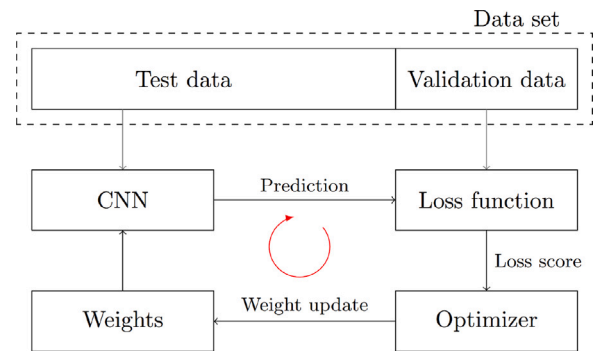 Data set
Test data
Validation data
CNN
Prediction
Loss function
Loss score
Weights
Weight update
Optimizer